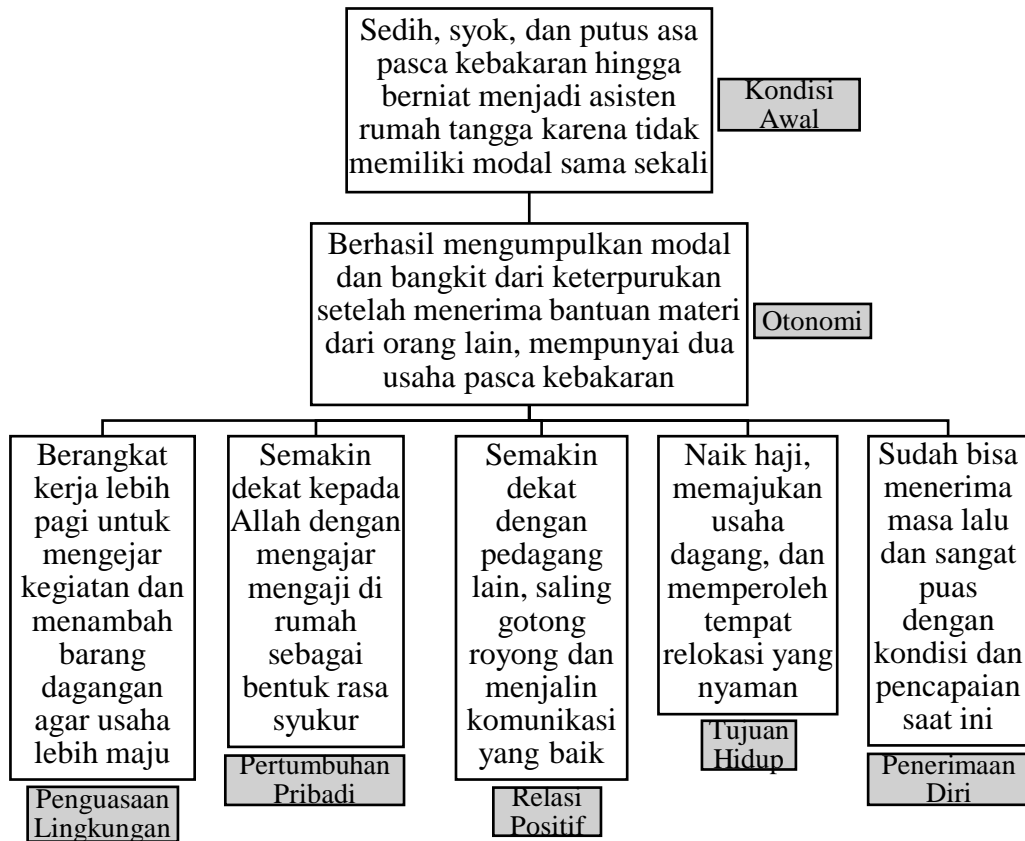 Sedih, syok, dan putus asa
pasca kebakaran hingga
berniat menjadi asisten
rumah tangga karena tidak
memiliki modal sama sekali
Kondisi
Awal
Berhasil mengumpulkan modal
dan bangkit dari keterpurukan
setelah menerima bantuan materi
dari orang lain, mempunyai dua
usaha pasca kebakaran
Otonomi
Berangkat
kerja lebih
pagi untuk
mengejar
kegiatan dan
menambah
barang
dagangan
agar usaha
lebih maju
Penguasaan
Lingkungan
Semakin
dekat kepada
Allah dengan
mengajar
mengaji di
rumah
sebagai
bentuk rasa
syukur
Pertumbuhan
Pribadi
Semakin
dekat
dengan
pedagang
lain, saling
gotong
royong dan
menjalin
komunikasi
yang baik
Relasi
Positif
Naik haji,
memajukan
usaha
dagang, dan
memperoleh
tempat
relokasi yang
nyaman
Tujuan
Hidup
Sudah bisa
menerima
masa lalu
dan sangat
puas
dengan
kondisi dan
pencapaian
saat ini
Penerimaan
Diri